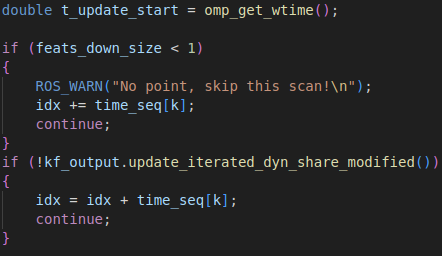 double t_update_start = omp_get_wtime();
if (feats_down_size < 1)
{
ROS_WARN("No point, skip this scan!\n");
idx += time_seq[k];
continue;
}
if (!kf_output.update_iterated_dyn_share_modified())
{
idx = idx + time_seq[k];
continue;
}